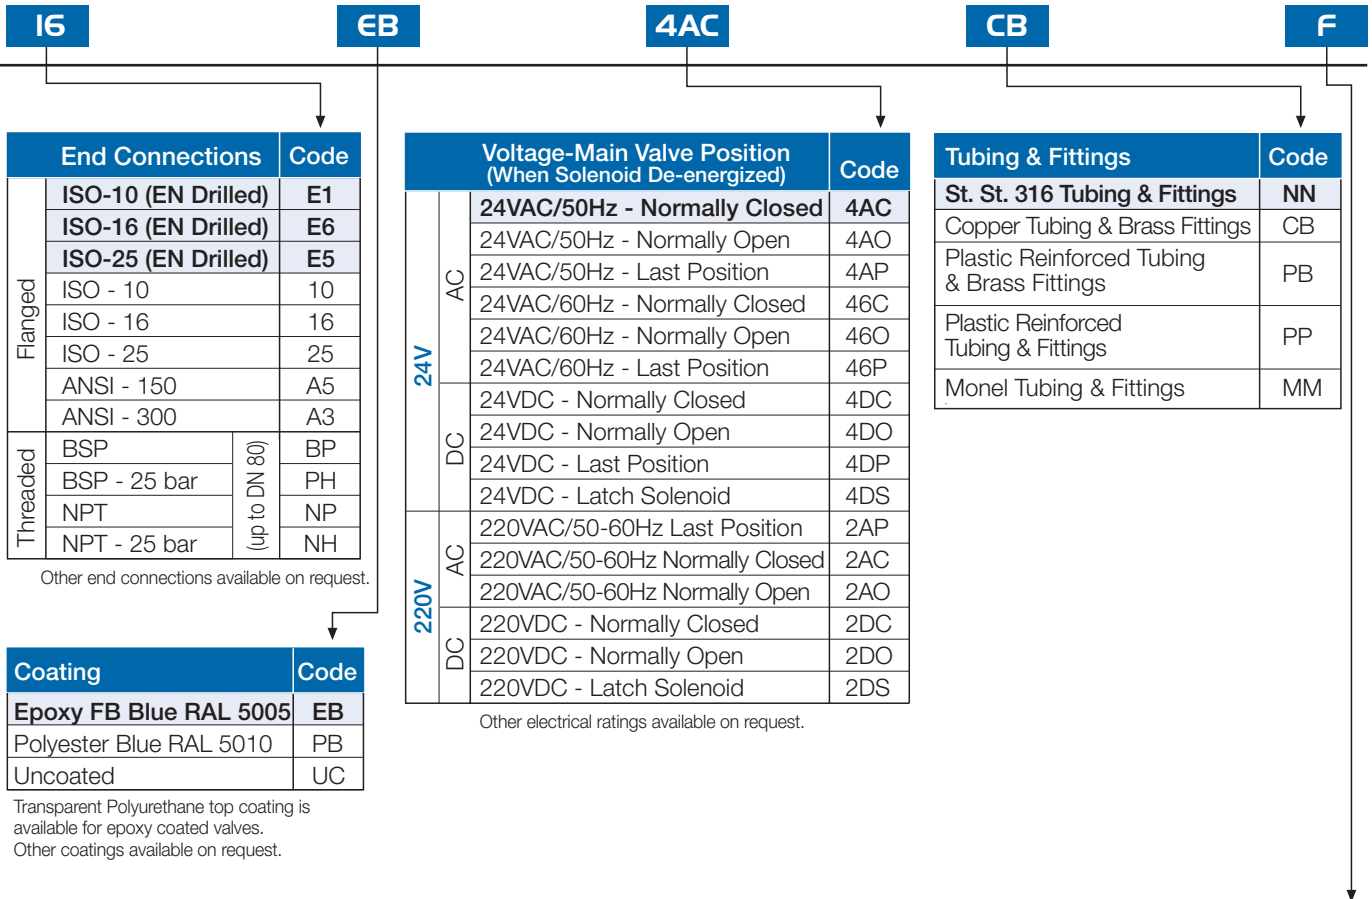 16 EB 4AC CB F
End Connections Code
Flanged
ISO-10 (EN Drilled) E1
ISO-16 (EN Drilled) E6
ISO-25 (EN Drilled) E5
ISO - 10 10
ISO - 16 16
ISO - 25 25
ANSI - 150 A5
ANSI - 300 A3
Threaded
(up to DN 80)
BSP BP
BSP - 25 bar PH
NPT NP
NPT - 25 bar NH
Other end connections available on request.
Coating Code
Epoxy FB Blue RAL 5005 EB
Polyester Blue RAL 5010 PB
Uncoated UC
Transparent Polyurethane top coating is
available for epoxy coated valves.
Other coatings available on request.
Voltage-Main Valve Position
(When Solenoid De-energized) Code
24V
AC
24VAC/50Hz - Normally Closed 4AC
24VAC/50Hz - Normally Open 4AO
24VAC/50Hz - Last Position 4AP
24VAC/60Hz - Normally Closed 46C
24VAC/60Hz - Normally Open 46O
24VAC/60Hz - Last Position 46P
DC
24VDC - Normally Closed 4DC
24VDC - Normally Open 4DO
24VDC - Last Position 4DP
24VDC - Latch Solenoid 4DS
220V
AC
220VAC/50-60Hz Last Position 2AP
220VAC/50-60Hz Normally Closed 2AC
220VAC/50-60Hz Normally Open 2AO
DC
220VDC - Normally Closed 2DC
220VDC - Normally Open 2DO
220VDC - Latch Solenoid 2DS
Other electrical ratings available on request.
Tubing & Fittings Code
St. St. 316 Tubing & Fittings NN
Copper Tubing & Brass Fittings CB
Plastic Reinforced Tubing
& Brass Fittings PB
Plastic Reinforced
Tubing & Fittings PP
Monel Tubing & Fittings MM